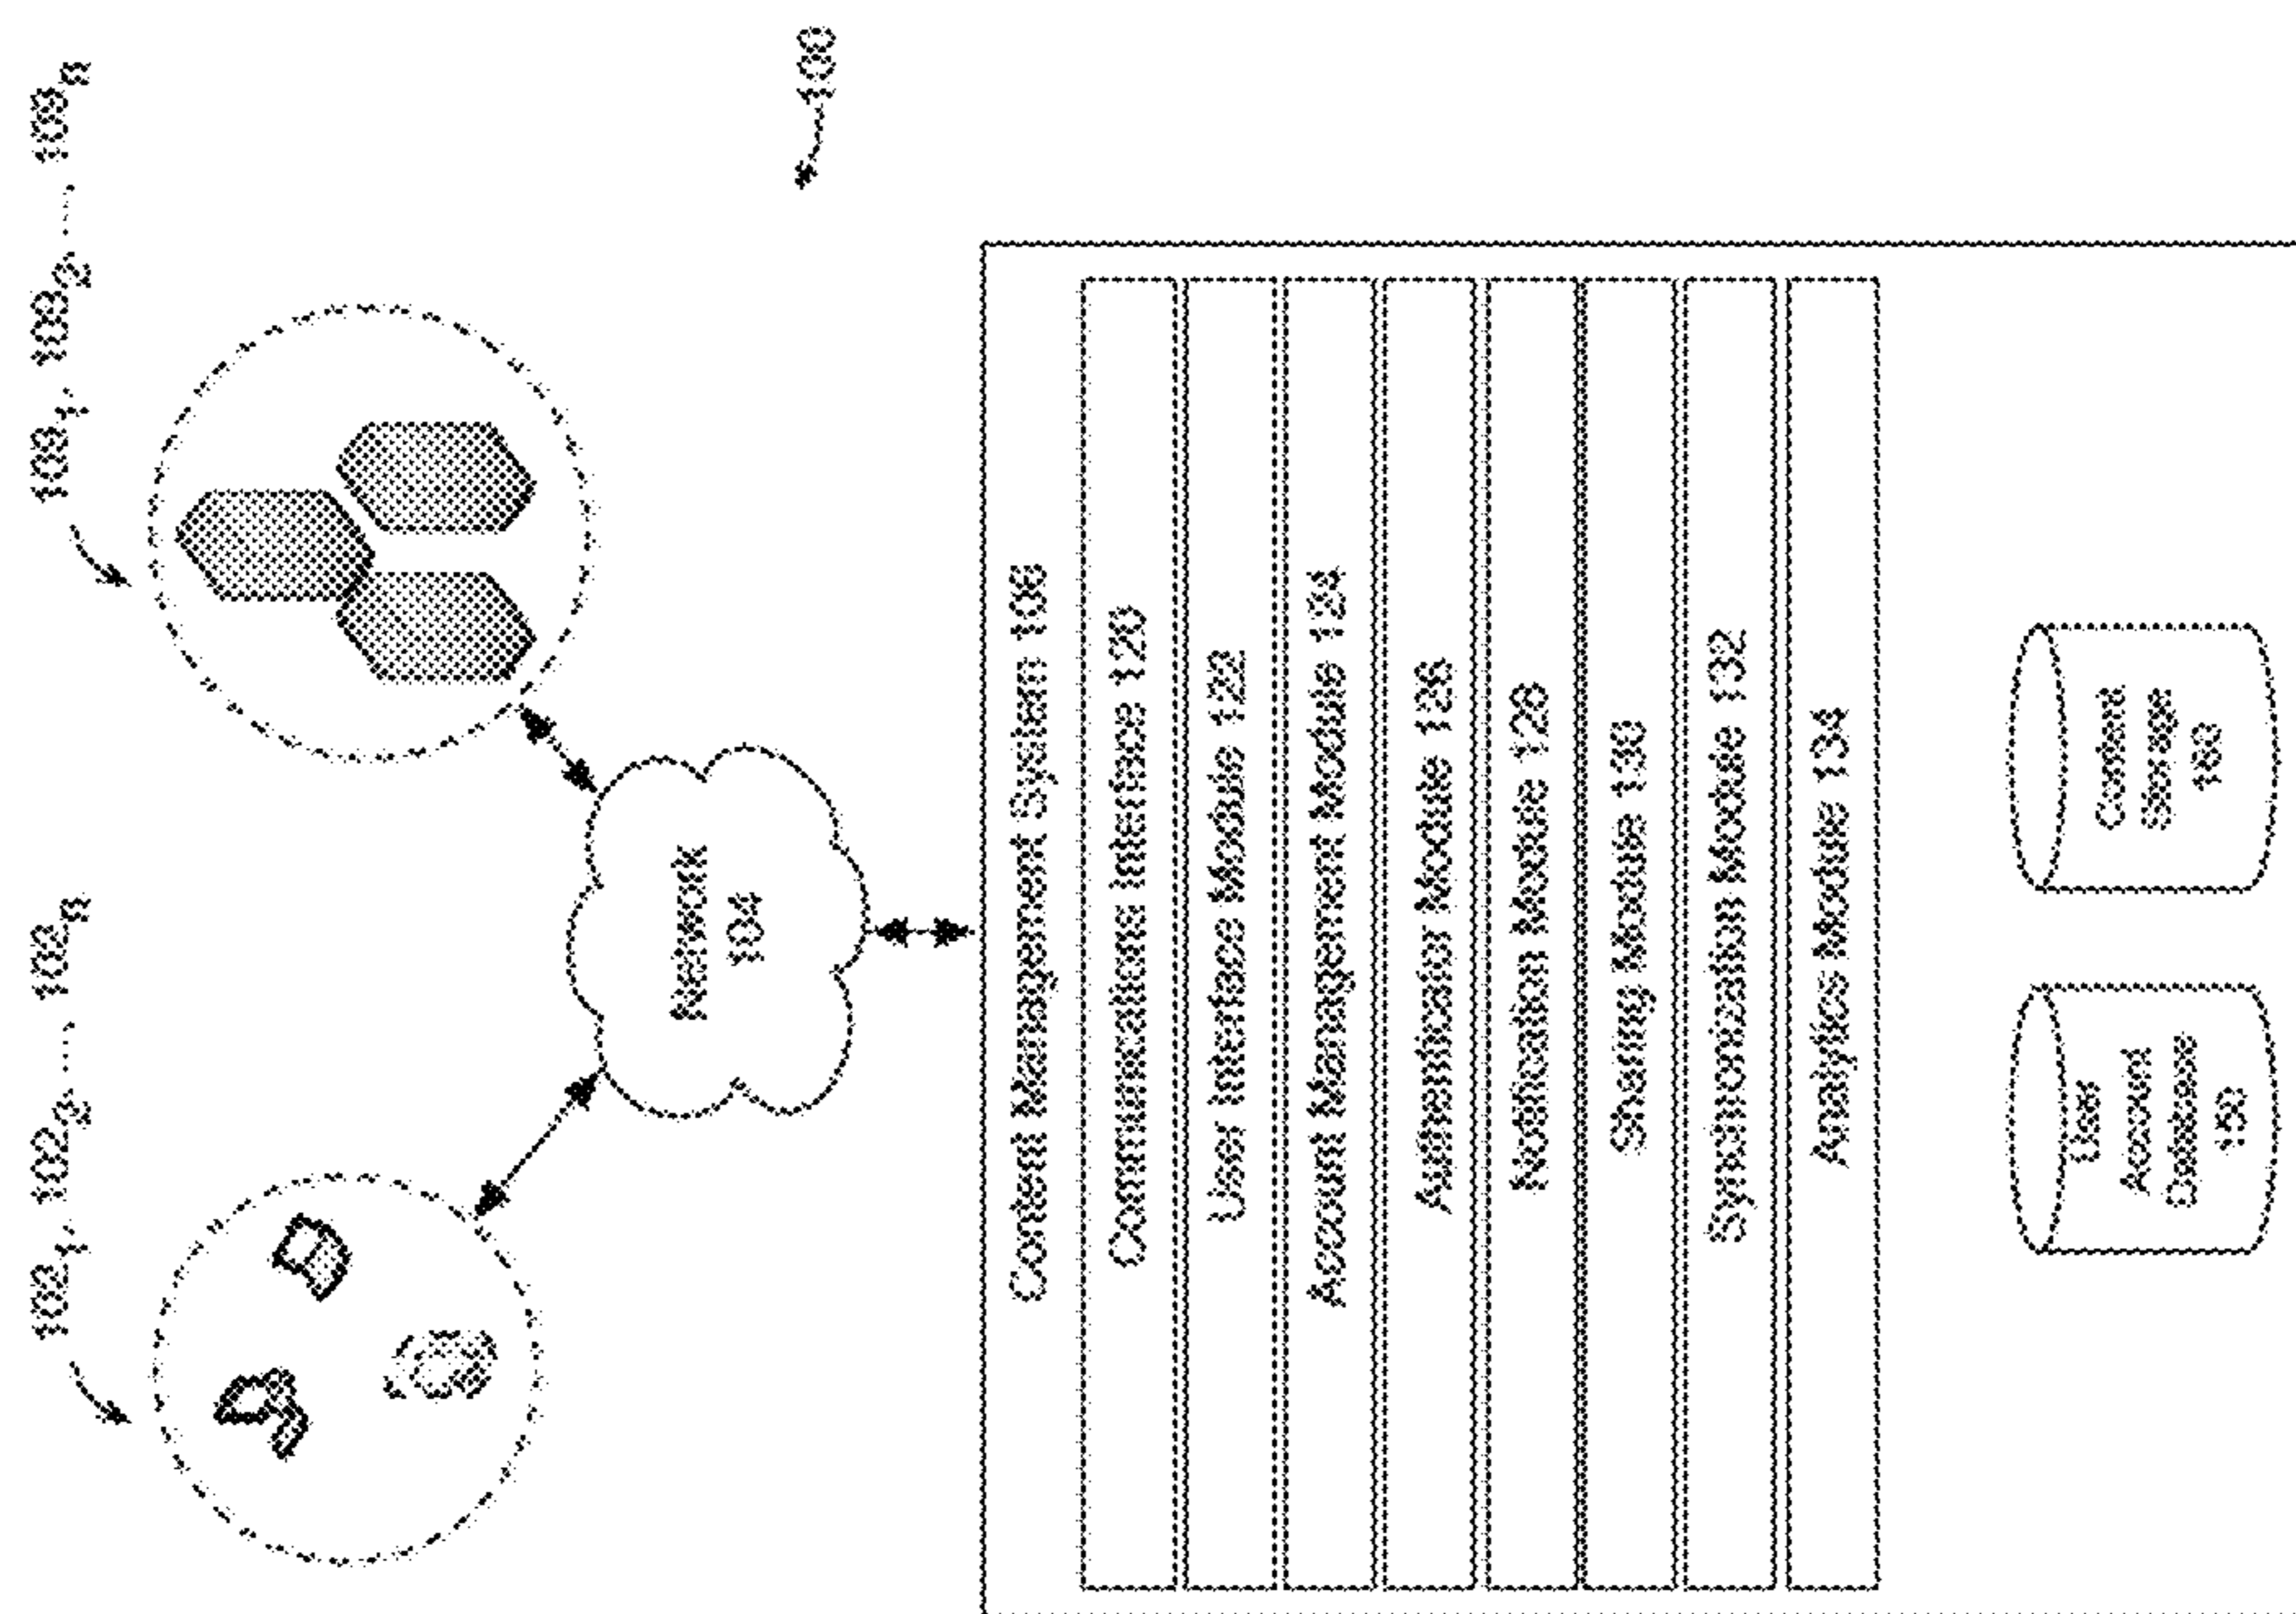 102₁, 102₂ ... 102ₙ
108₁, 108₂ ... 108ₙ
100
Network
104
Content Management System 106
Communications Interface 120
User Interface Module 122
Account Management Module 124
Authenticator Module 126
Notification Module 128
Sharing Module 130
Synchronization Module 132
Analytics Module 134
User
Account
Database
150
Content
Storage
160